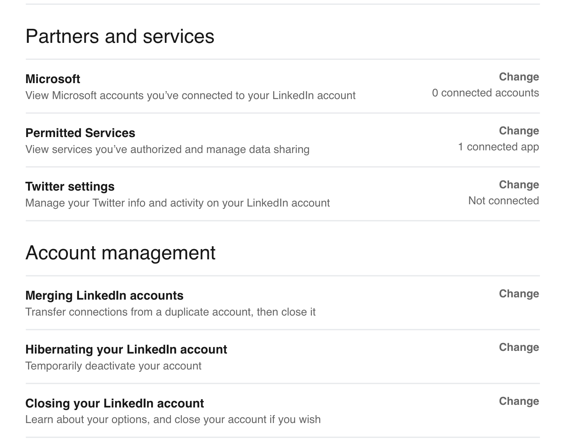 Partners and services
Microsoft
Change
View Microsoft accounts you’ve connected to your LinkedIn account
0 connected accounts
Permitted Services
Change
View services you’ve authorized and manage data sharing
1 connected app
Twitter settings
Change
Manage your Twitter info and activity on your LinkedIn account
Not connected
Account management
Merging LinkedIn accounts
Change
Transfer connections from a duplicate account, then close it
Hibernating your LinkedIn account
Change
Temporarily deactivate your account
Closing your LinkedIn account
Change
Learn about your options, and close your account if you wish